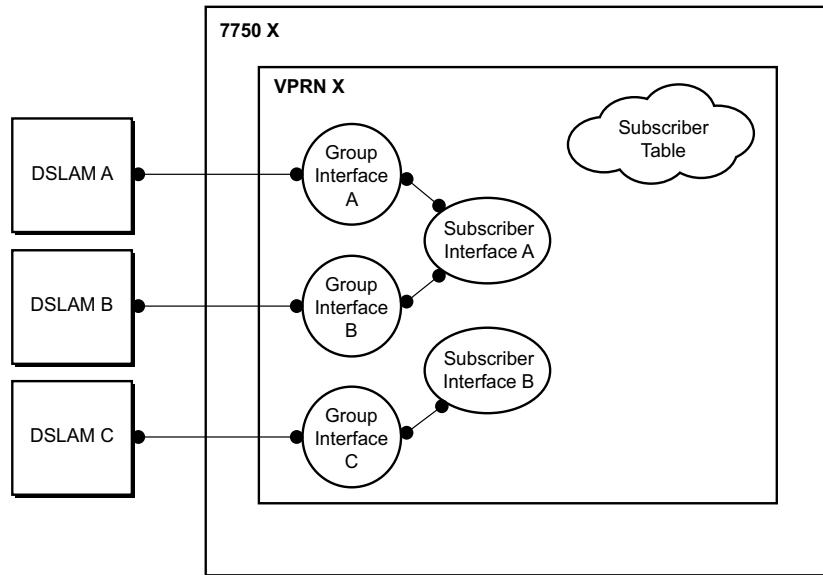 7750 X
VPRN X
Subscriber
Table
DSLAM A
Group
Interface
A
Subscriber
Interface A
DSLAM B
Group
Interface
B
Subscriber
Interface B
DSLAM C
Group
Interface
C